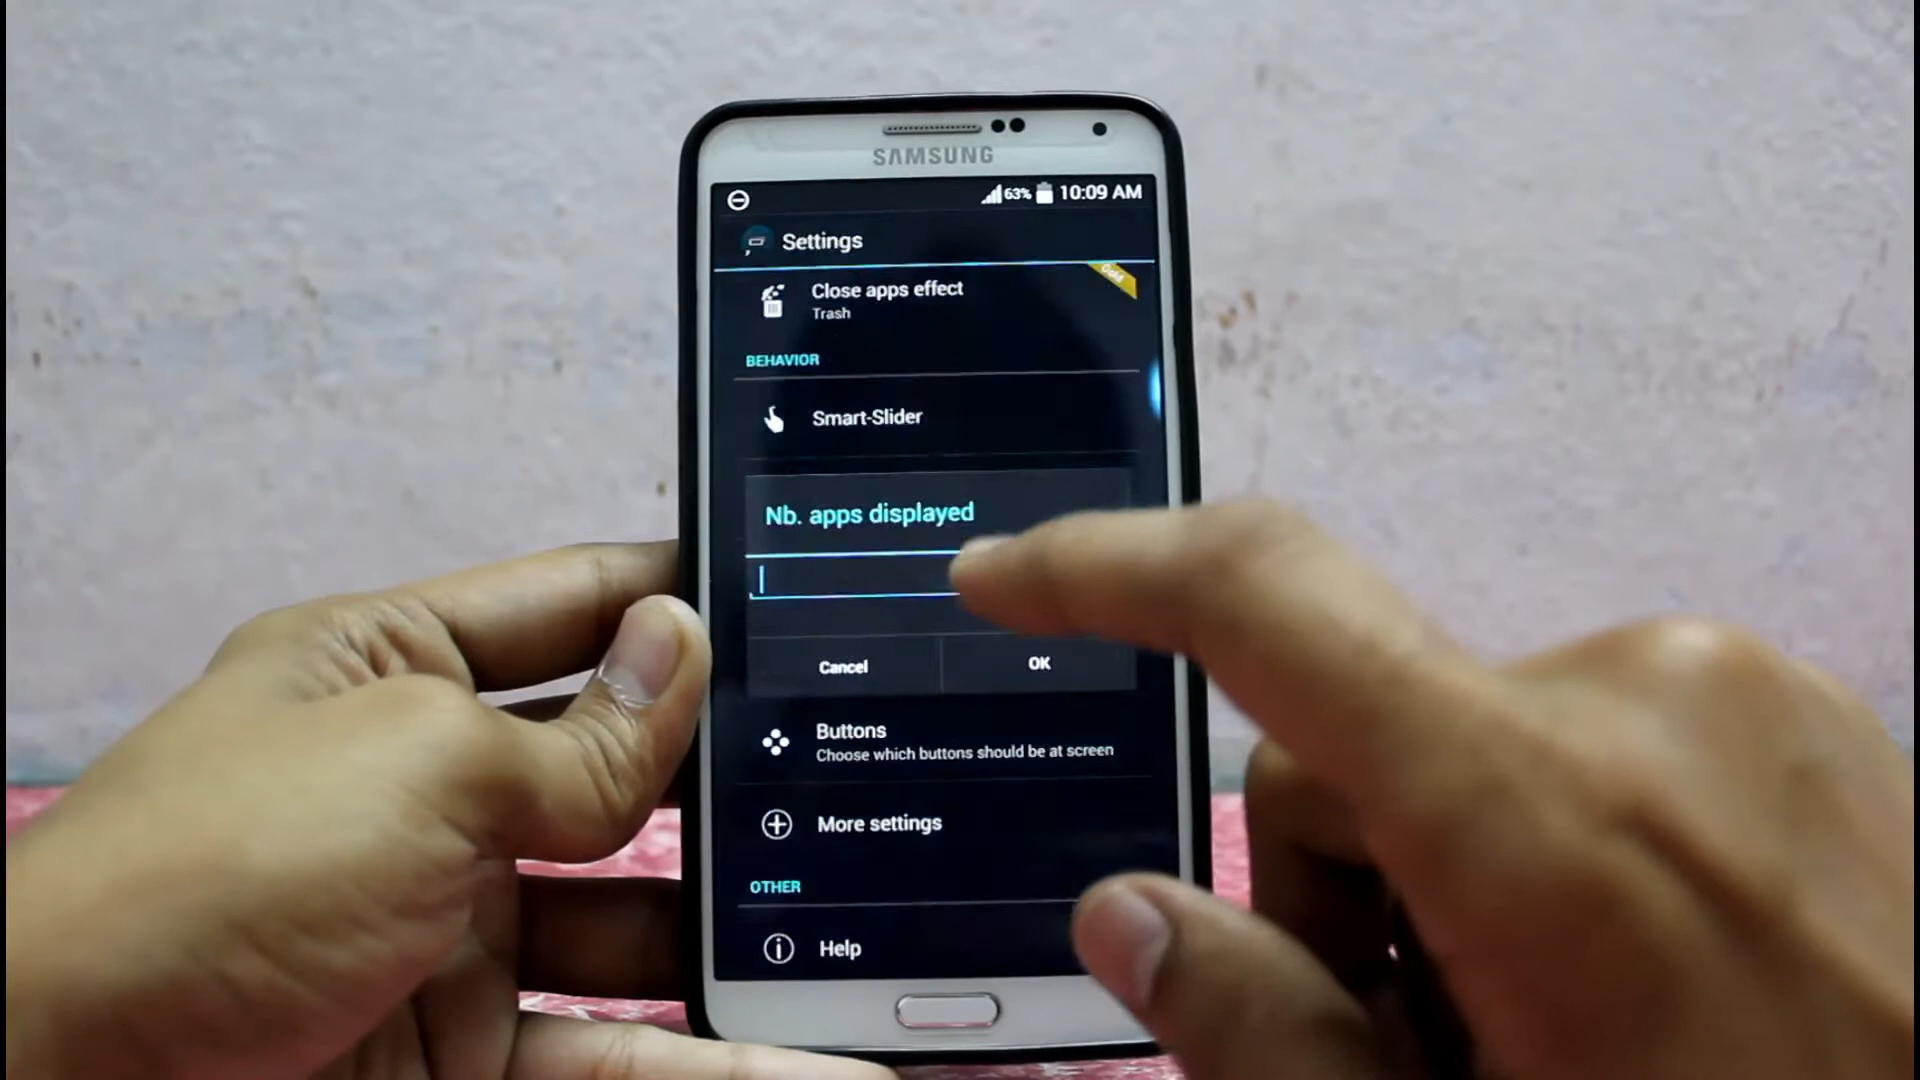 SAMSUNG
63% 10:09 AM
Settings
Gold
Close apps effect
Trash
BEHAVIOR
Smart-Slider
Nb. apps displayed
Cancel
OK
Buttons
Choose which buttons should be at screen
More settings
OTHER
Help